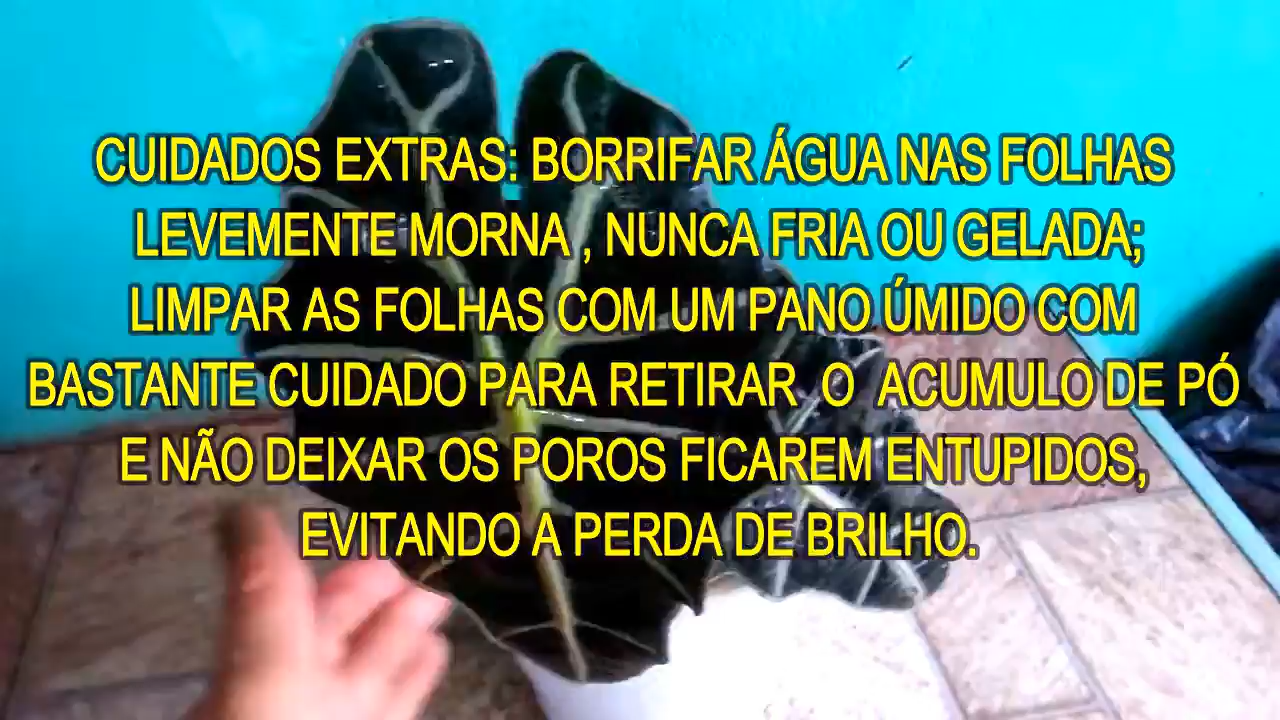 CUIDADOS EXTRAS: BORRIFAR ÁGUA NAS FOLHAS
LEVEMENTE MORNA , NUNCA FRIA OU GELADA;
LIMPAR AS FOLHAS COM UM PANO ÚMIDO COM
BASTANTE CUIDADO PARA RETIRAR O ACUMULO DE PÓ
E NÃO DEIXAR OS POROS FICAREM ENTUPIDOS,
EVITANDO A PERDA DE BRILHO.